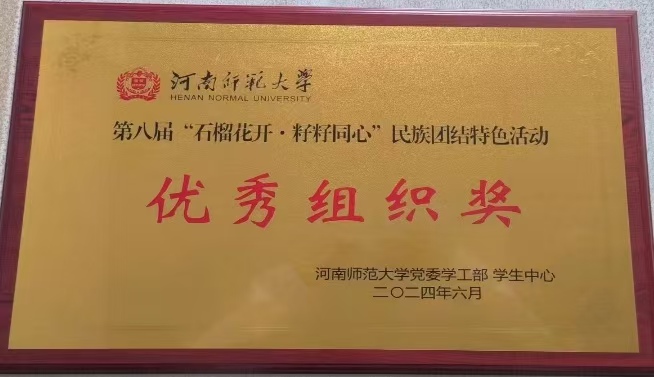 河南师范大学
HENAN NORMAL UNIVERSITY
第八届“石榴花开·籽籽同心”民族团结特色活动
优秀组织奖
河南师范大学党委学工部 学生中心
二〇二四年六月